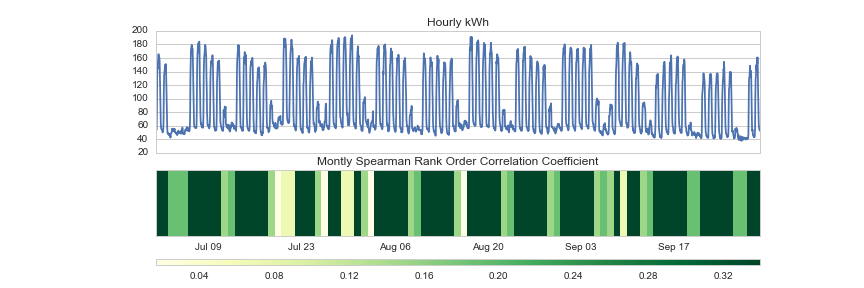 Hourly kWh
200
180
160
140
120
100
80
60
40
20
Montly Spearman Rank Order Correlation Coefficient
Jul 09 Jul 23 Aug 06 Aug 20 Sep 03 Sep 17
0.04 0.08 0.12 0.16 0.20 0.24 0.28 0.32